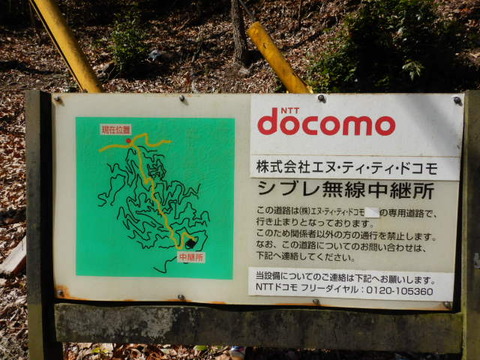 現在位置
中継所
NTT
docomo
株式会社エヌ・ティ・ティ・ドコモ
シブレ無線中継所
この道路は(株)エヌ・ティ・ティ・ドコモ の専用道路で、
行き止まりとなっております。
このため関係者以外の方の通行を禁止します。
なお、この道路についてのお問い合わせは、
下記へ連絡してください。
当設備についてのご連絡は下記へお願いします。
NTTドコモ フリーダイヤル:0120-105360